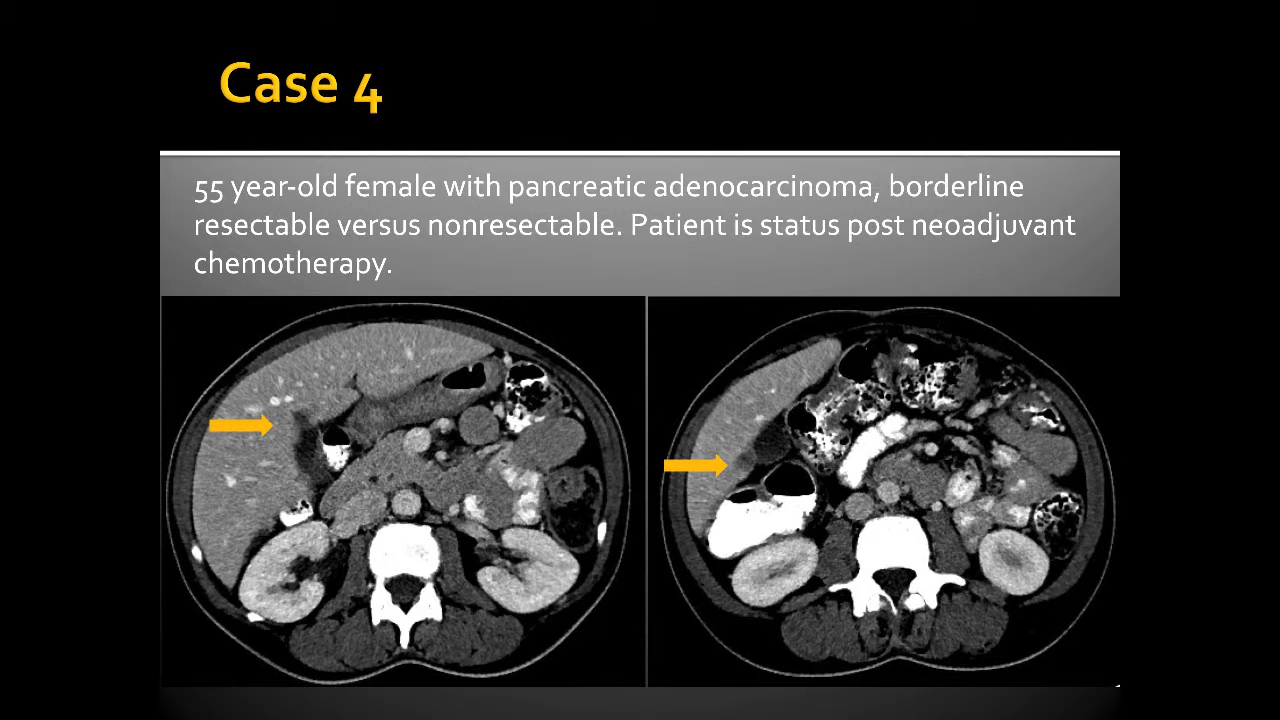 Case 4
55 year-old female with pancreatic adenocarcinoma, borderline
resectable versus nonresectable. Patient is status post neoadjuvant
chemotherapy.